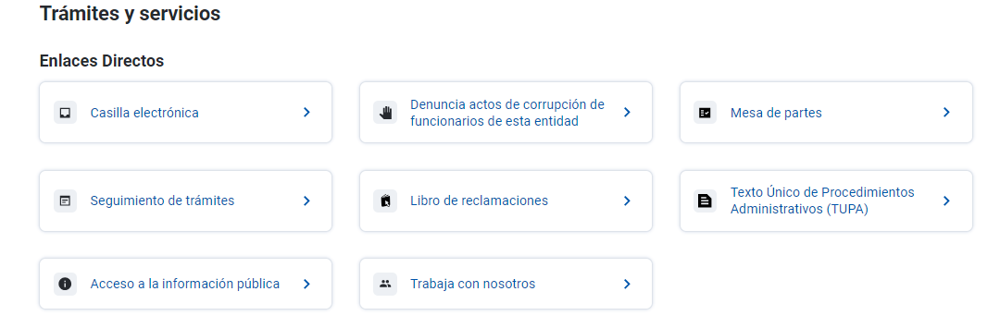 Trámites y servicios
Enlaces Directos
Casilla electrónica
Denuncia actos de corrupción de
funcionarios de esta entidad
Mesa de partes
Seguimiento de trámites
Libro de reclamaciones
Texto Único de Procedimientos
Administrativos (TUPA)
Acceso a la información pública
Trabaja con nosotros